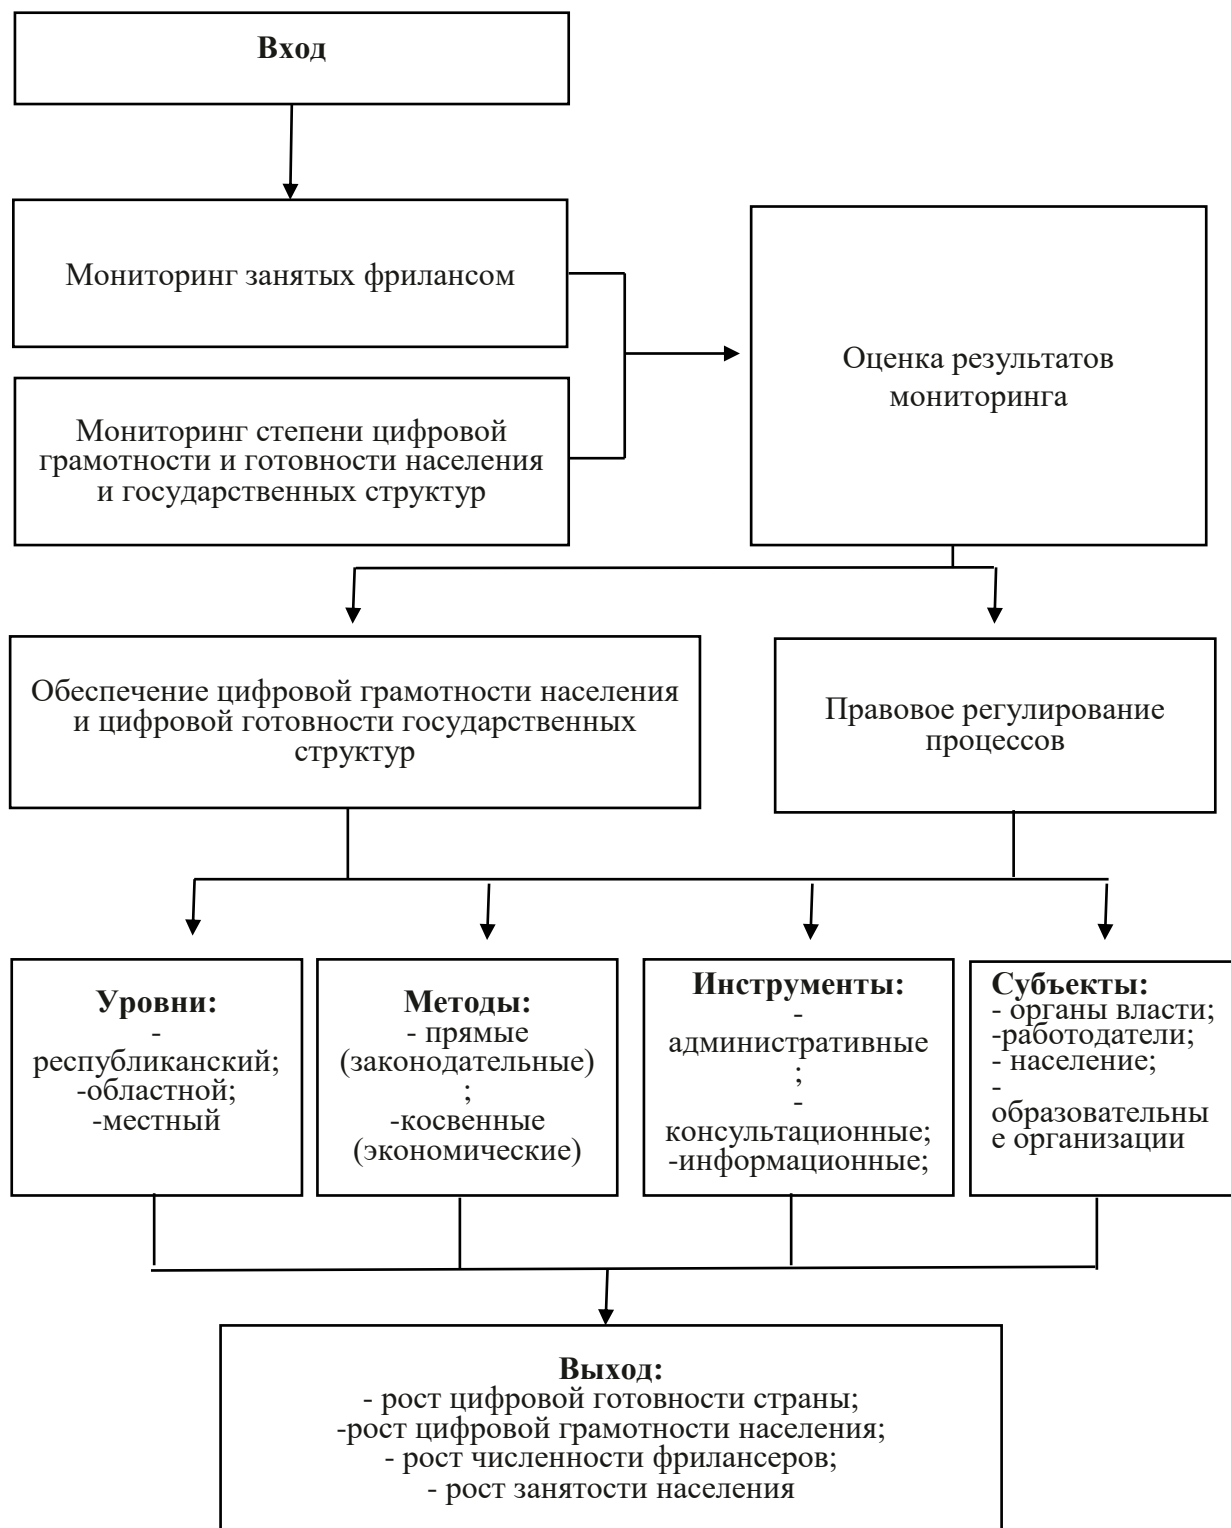 Вход
Мониторинг занятых фрилансом
Мониторинг степени цифровой
грамотности и готовности населения
и государственных структур
Оценка результатов
мониторинга
Обеспечение цифровой грамотности населения
и цифровой готовности государственных
структур
Правовое регулирование
процессов
Уровни:
-
республиканский;
-областной;
-местный
Методы:
- прямые
(законодательные)
;
-косвенные
(экономические)
Инструменты:
-
административные
;
-
консультационные;
-информационные;
Субъекты:
- органы власти;
-работодатели;
- население;
-
образовательны
е организации
Выход:
- рост цифровой готовности страны;
-рост цифровой грамотности населения;
- рост численности фрилансеров;
- рост занятости населения